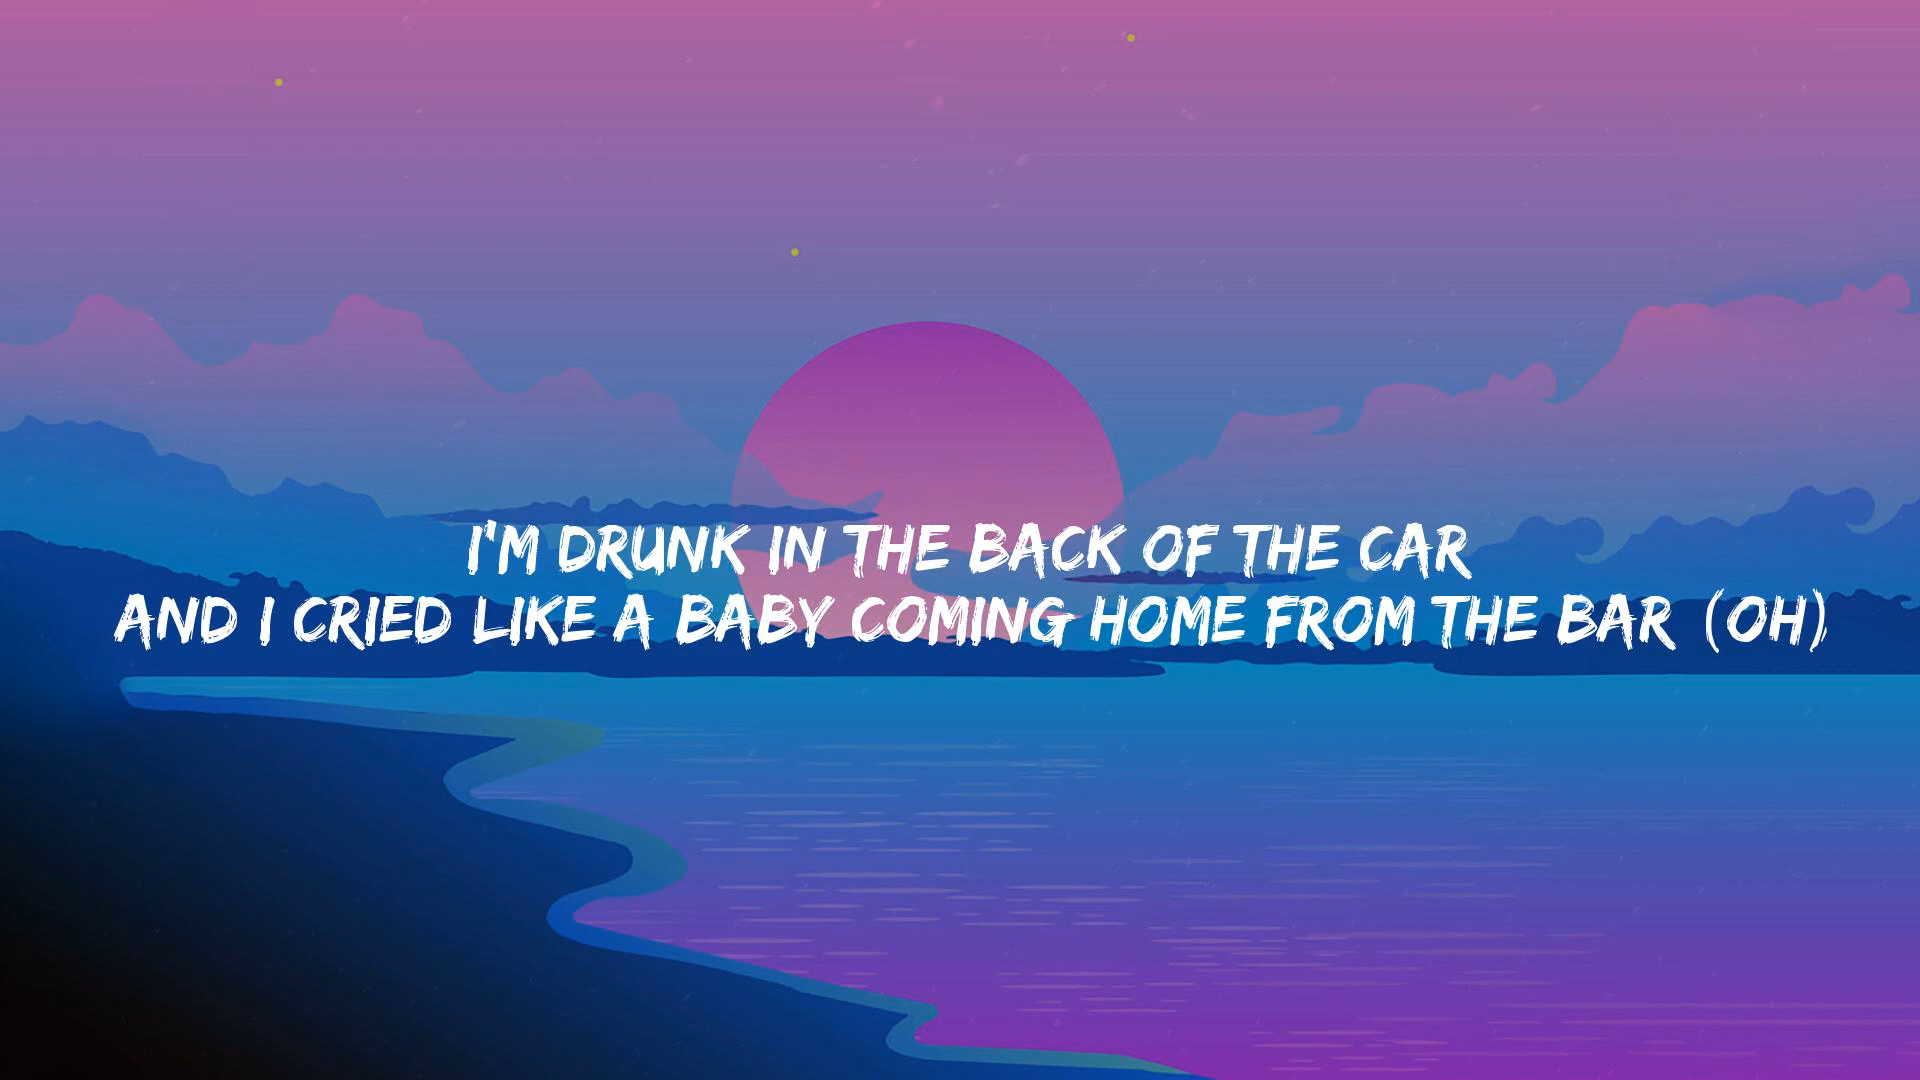 I'M DRUNK IN THE BACK OF THE CAR
AND I CRIED LIKE A BABY COMING HOME FROM THE BAR (OH)